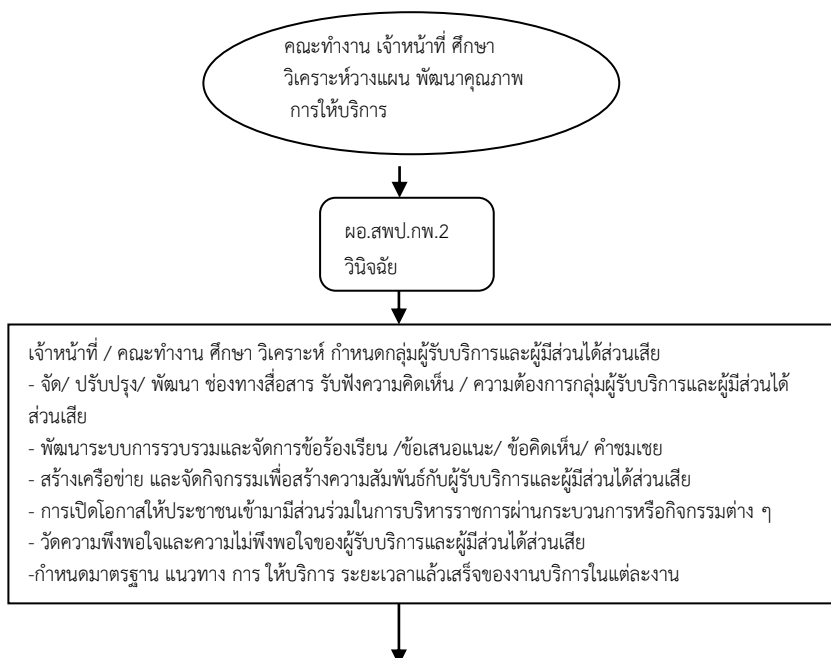 คณะทำงาน เจ้าหน้าที่ ศึกษา
วิเคราะห์วางแผน พัฒนาคุณภาพ
การให้บริการ
ผอ.สพป.กพ.2
วินิจฉัย
เจ้าหน้าที่ / คณะทำงาน ศึกษา วิเคราะห์ กำหนดกลุ่มผู้รับบริการและผู้มีส่วนได้ส่วนเสีย
- จัด/ ปรับปรุง/ พัฒนา ช่องทางสื่อสาร รับฟังความคิดเห็น / ความต้องการกลุ่มผู้รับบริการและผู้มีส่วนได้
ส่วนเสีย
- พัฒนาระบบการรวบรวมและจัดการข้อร้องเรียน /ข้อเสนอแนะ/ ข้อคิดเห็น/ คำชมเชย
- สร้างเครือข่าย และจัดกิจกรรมเพื่อสร้างความสัมพันธ์กับผู้รับบริการและผู้มีส่วนได้ส่วนเสีย
- การเปิดโอกาสให้ประชาชนเข้ามามีส่วนร่วมในการบริหารราชการผ่านกระบวนการหรือกิจกรรมต่าง ๆ
- วัดความพึงพอใจและความไม่พึงพอใจของผู้รับบริการและผู้มีส่วนได้ส่วนเสีย
-กำหนดมาตรฐาน แนวทาง การ ให้บริการ ระยะเวลาแล้วเสร็จของงานบริการในแต่ละงาน